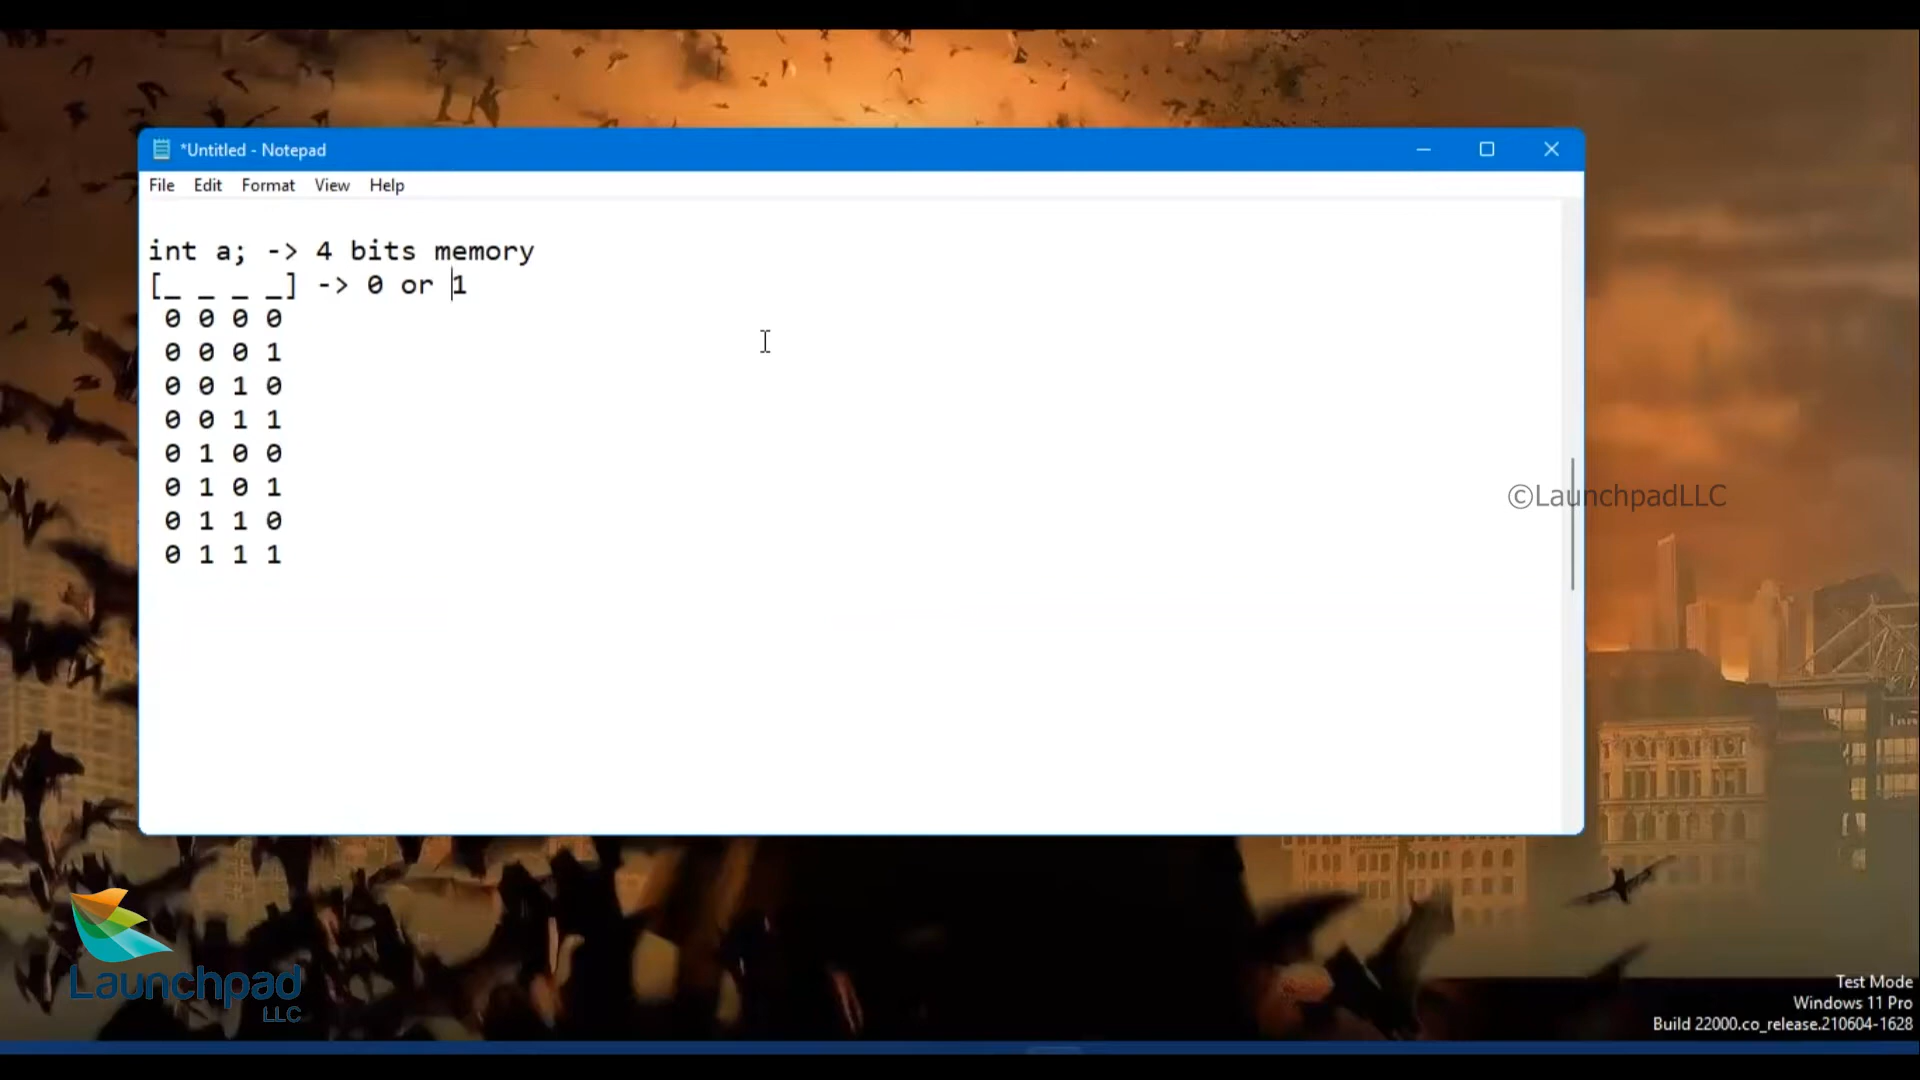 *Untitled - Notepad
File Edit Format View Help
int a; -> 4 bits memory
[_ _ _ _] -> 0 or 1
0 0 0 0
0 0 0 1
0 0 1 0
0 0 1 1
0 1 0 0
0 1 0 1
0 1 1 0
0 1 1 1
©LaunchpadLLC
Launchpad
LLC
Test Mode
Windows 11 Pro
Build 22000.co_release.210604-1628